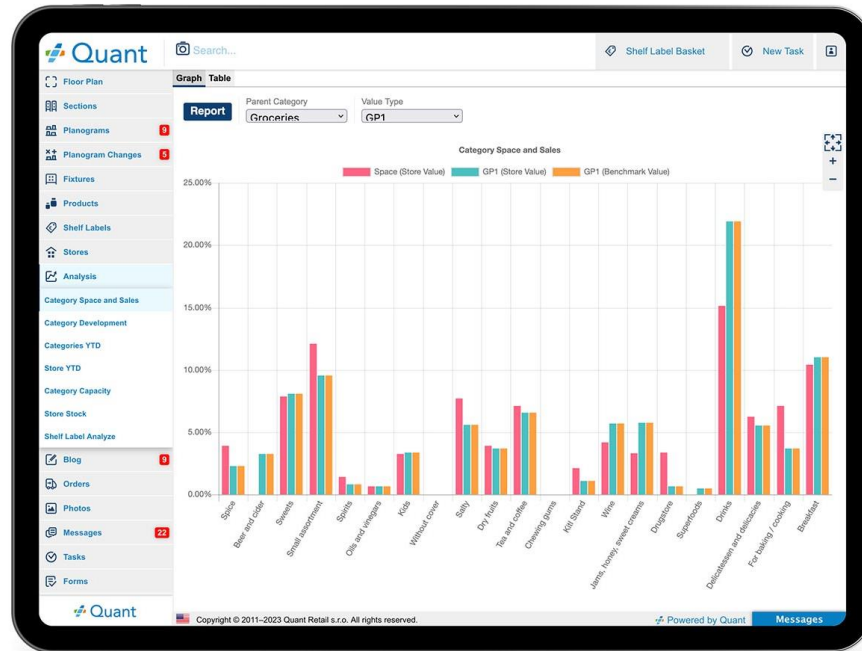 Quant
Search...
Shelf Label Basket
New Task
Floor Plan
Sections
Planograms 9
Planogram Changes 5
Fixtures
Products
Shelf Labels
Stores
Analysis
Category Space and Sales
Category Development
Categories YTD
Store YTD
Category Capacity
Store Stock
Shelf Label Analyze
Blog 9
Orders
Photos
Messages 22
Tasks
Forms
Quant
Graph Table
Report
Parent Category
Groceries
Value Type
GP1
Category Space and Sales
Space (Store Value) GP1 (Store Value) GP1 (Benchmark Value)
+
−
25.00%
20.00%
15.00%
10.00%
5.00%
0.00%
Spice
Beer and cider
Sweets
Small assortment
Spirits
Oils and vinegars
Kids
Without cover
Salty
Dry fruits
Tea and coffee
Chewing gums
Kitl Stand
Wine
Jams, honey, sweet creams
Drugstore
Superfoods
Drinks
Delicatessen and delicacies
For baking / cooking
Breakfast
Copyright © 2011–2023 Quant Retail s.r.o. All rights reserved.
Powered by Quant
Messages